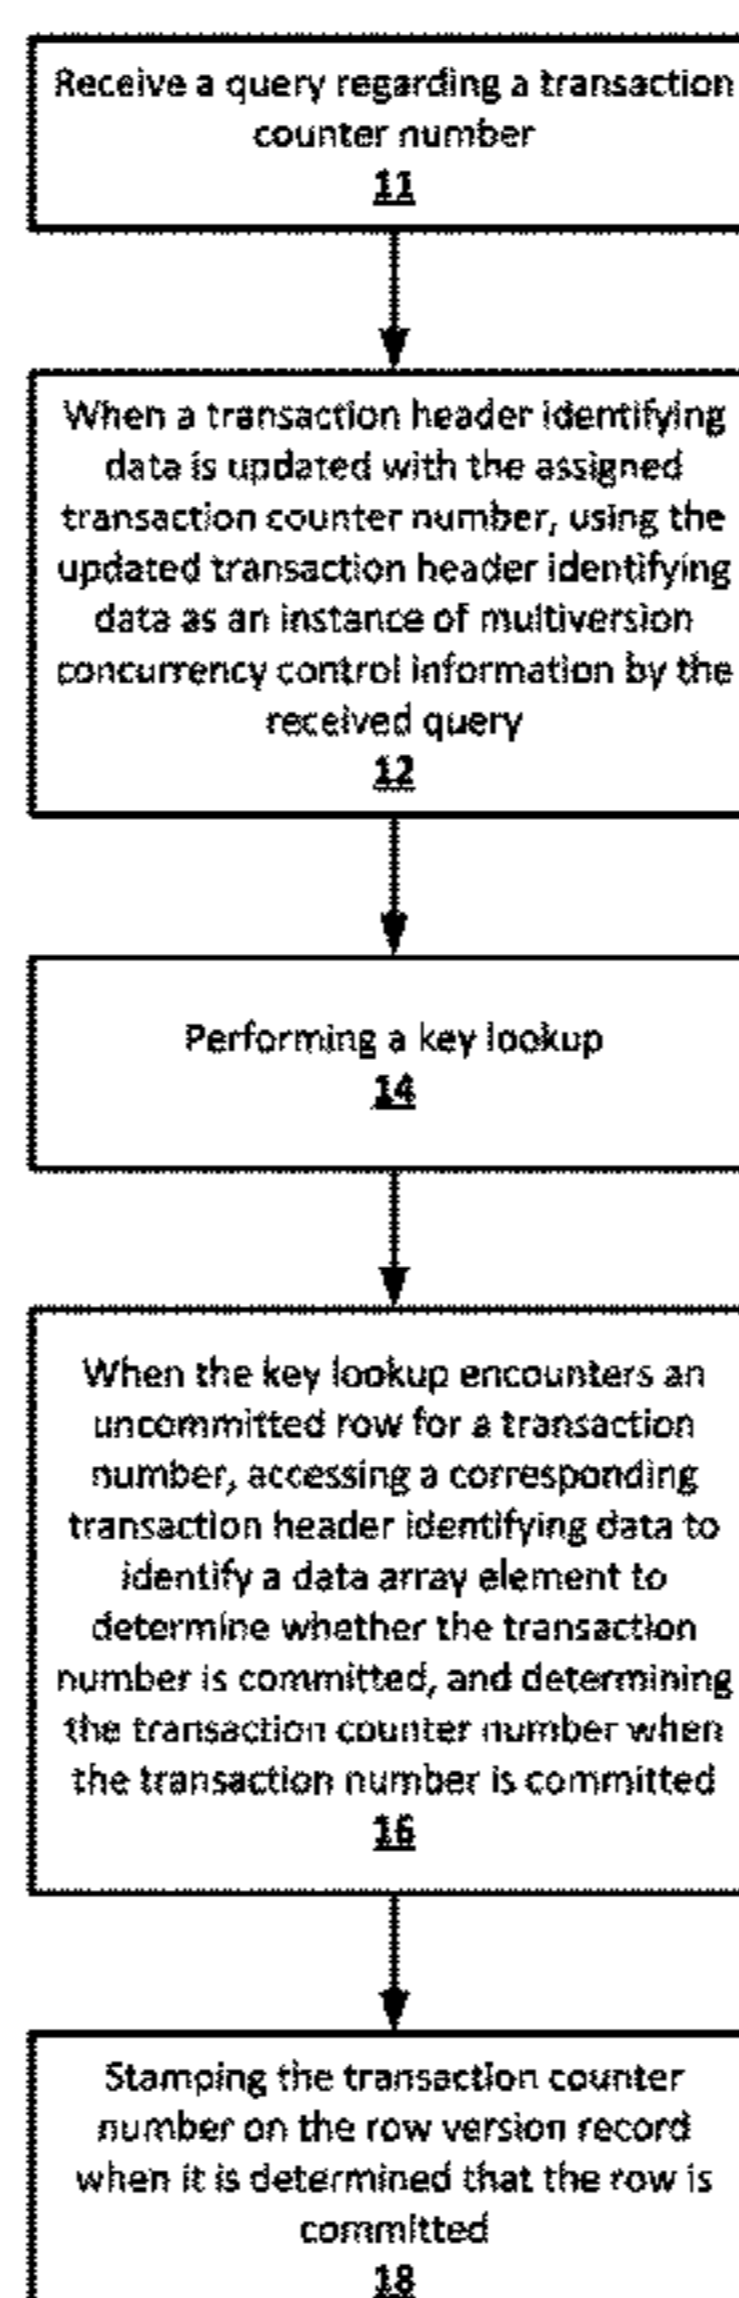 Receive a query regarding a transaction
counter number
11
When a transaction header identifying
data is updated with the assigned
transaction counter number, using the
updated transaction header identifying
data as an instance of multiversion
concurrency control information by the
received query
12
Performing a key lookup
14
When the key lookup encounters an
uncommitted row for a transaction
number, accessing a corresponding
transaction header identifying data to
identify a data array element to
determine whether the transaction
number is committed, and determining
the transaction counter number when
the transaction number is committed
16
Stamping the transaction counter
number on the row version record
when it is determined that the row is
committed
18